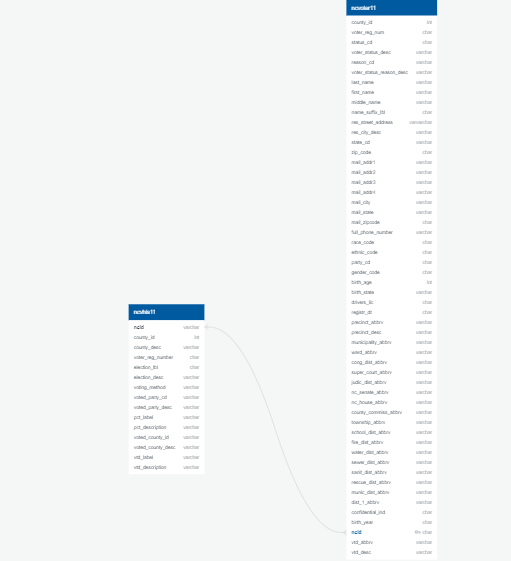 ncvoter11
county_id int
voter_reg_num char
status_cd char
voter_status_desc varchar
reason_cd varchar
voter_status_reason_desc varchar
last_name varchar
first_name varchar
middle_name varchar
name_suffix_lbl char
res_street_address varvarchar
res_city_desc varchar
state_cd varchar
zip_code char
mail_addr1 varchar
mail_addr2 varchar
mail_addr3 varchar
mail_addr4 varchar
mail_city varchar
mail_state varchar
mail_zipcode char
full_phone_number varchar
race_code char
ethnic_code char
party_cd char
gender_code char
birth_age int
birth_state varchar
drivers_lic char
registr_dt char
precinct_abbrv varchar
precinct_desc varchar
municipality_abbrv varchar
ward_abbrv varchar
cong_dist_abbrv varchar
super_court_abbrv varchar
judic_dist_abbrv varchar
nc_senate_abbrv varchar
nc_house_abbrv varchar
county_commiss_abbrv varchar
township_abbrv varchar
school_dist_abbrv varchar
fire_dist_abbrv varchar
water_dist_abbrv varchar
sewer_dist_abbrv varchar
sanit_dist_abbrv varchar
rescue_dist_abbrv varchar
munic_dist_abbrv varchar
dist_1_abbrv varchar
confidential_ind char
birth_year char
ncid char
vtd_abbrv varchar
vtd_desc varchar
ncvhis11
ncid varchar
county_id int
county_desc varchar
voter_reg_number char
election_lbl char
election_desc varchar
voting_method varchar
voted_party_cd varchar
voted_party_desc varchar
pct_label varchar
pct_description varchar
voted_county_id varchar
voted_county_desc varchar
vtd_label varchar
vtd_description varchar